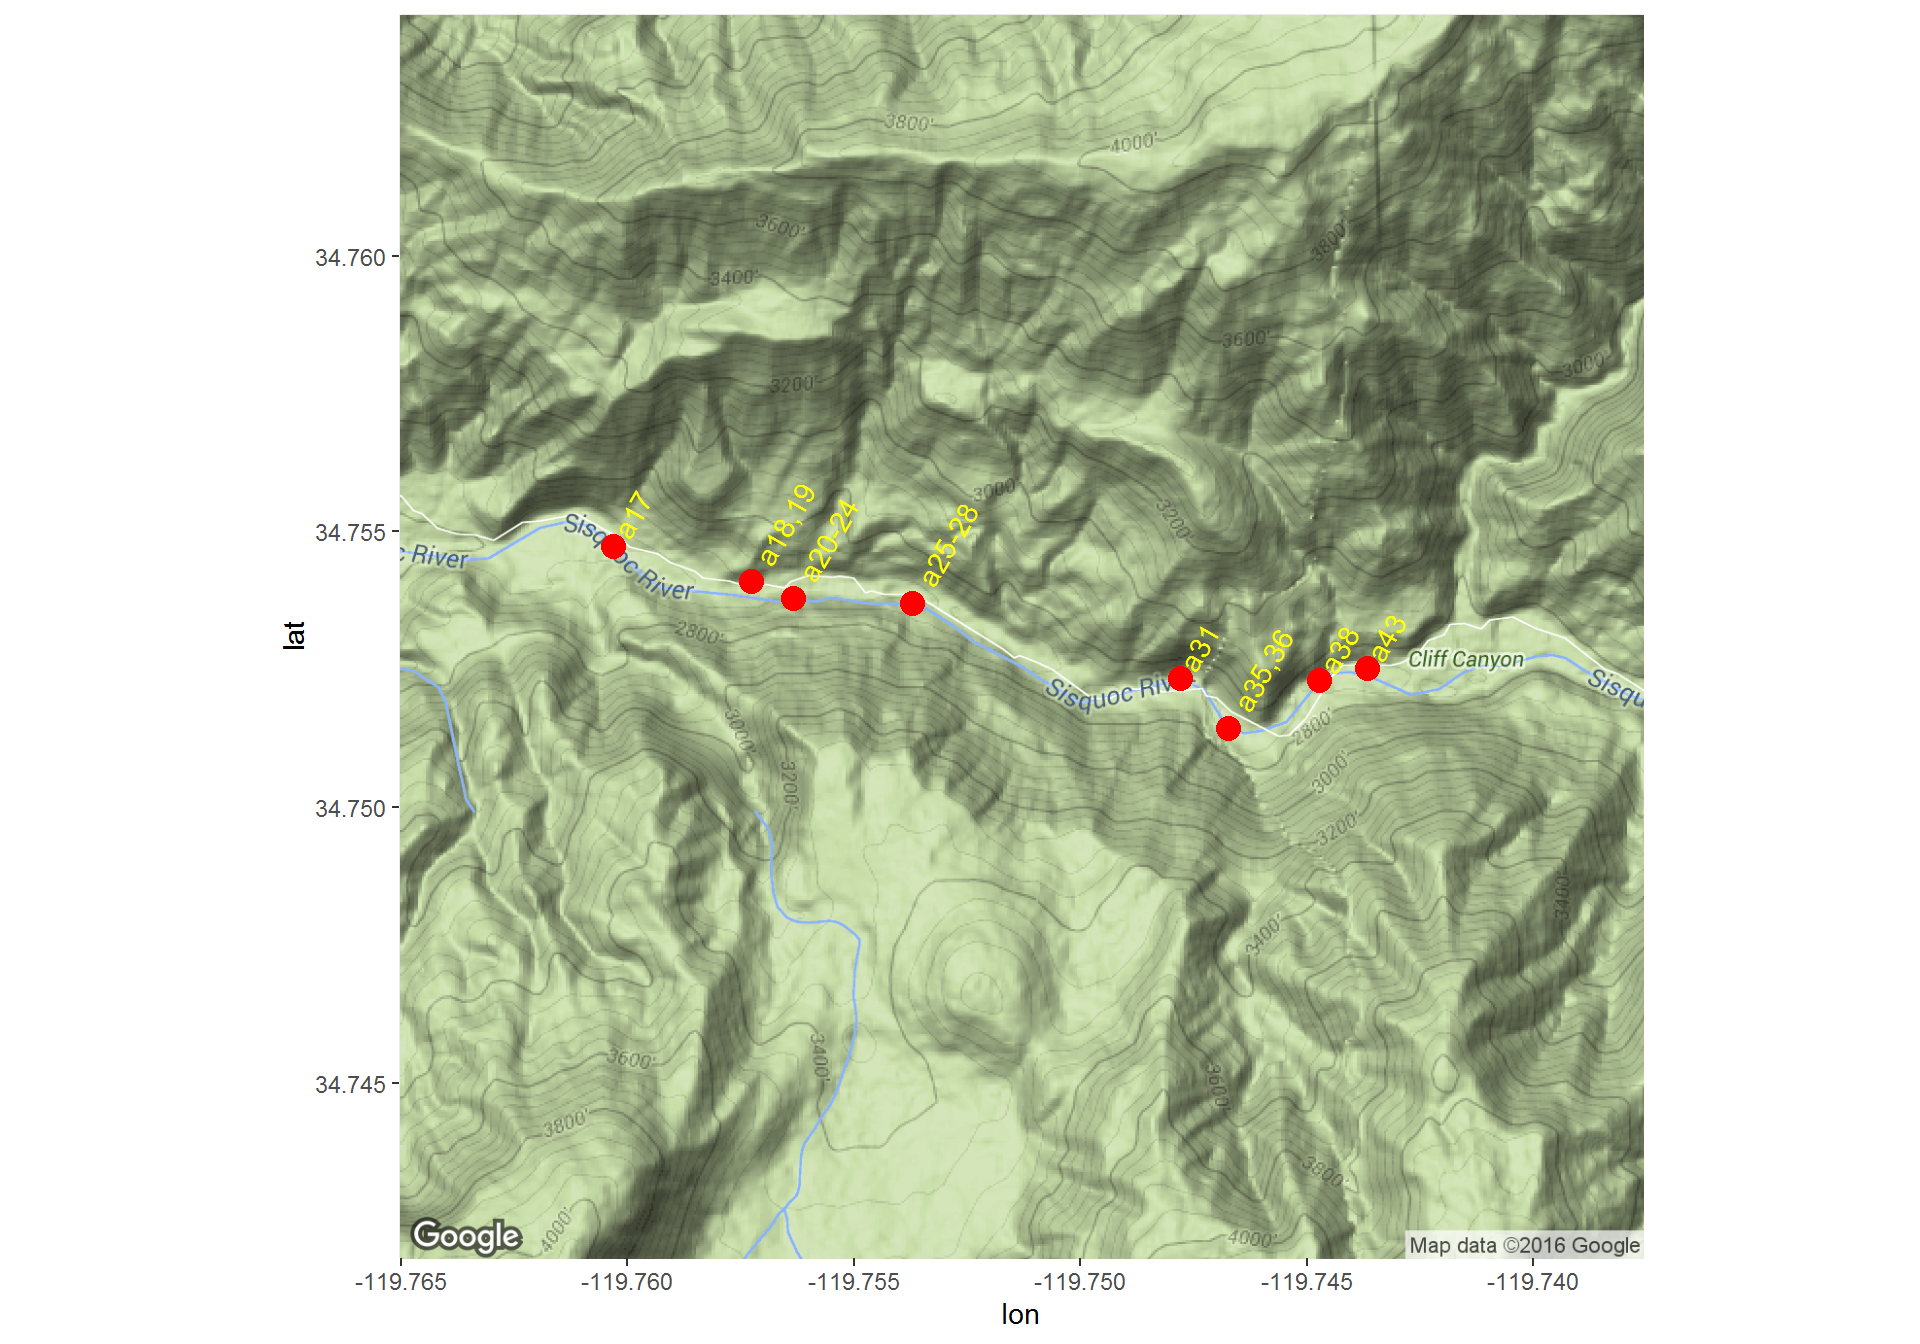 3800'
4000'
3600'
3800'
34.760
3400'
3600'
3000'
3200'
3000'
a17
a18,19
a20-24
a25-28
3200'
34.755
Sisquoc River
c River
2800'
lat
a31
a35,36
a38
a43
Cliff Canyon
Sisquoc Riv
Sisqu
2800'
3000'
3000'
3200'
3200'
34.750
3400'
3400'
3400'
3600'
3600'
34.745
3800'
3800'
4000'
4000'
Google
Map data ©2016 Google
-119.765 -119.760 -119.755 -119.750 -119.745 -119.740
lon